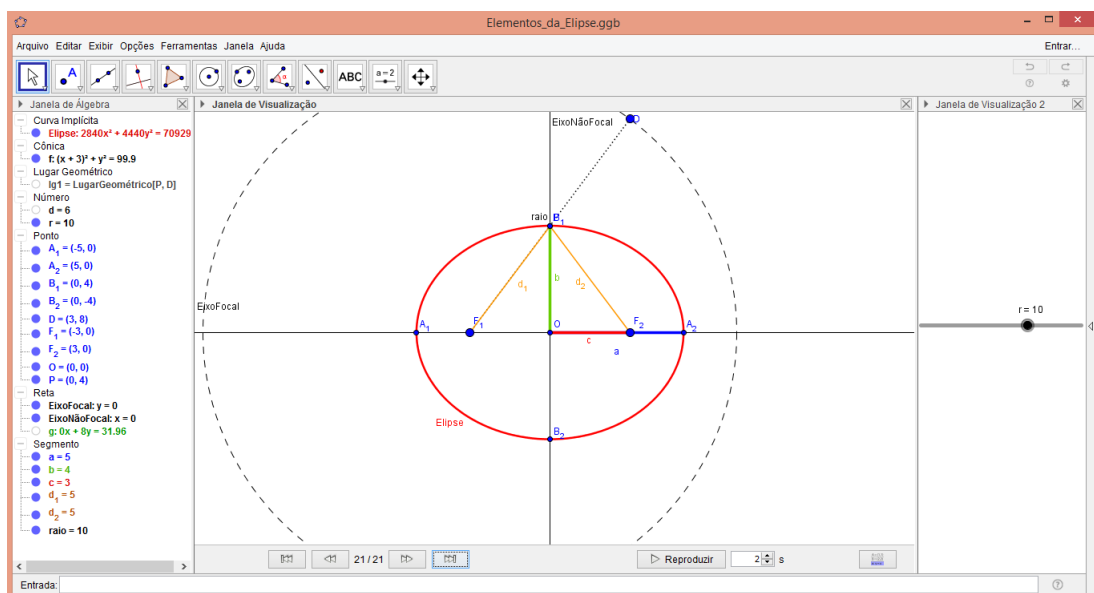 Elementos_da_Elipse.ggb
Arquivo Editar Exibir Opções Ferramentas Janela Ajuda
Entrar...
A
ABC
a=2
α
Janela de Álgebra
Janela de Visualização
Janela de Visualização 2
Curva Implícita
Elipse: 2840x² + 4440y² = 70929
Cônica
f: (x + 3)² + y² = 99.9
Lugar Geométrico
lg1 = LugarGeométrico[P, D]
Número
d = 6
r = 10
Ponto
A₁ = (-5, 0)
A₂ = (5, 0)
B₁ = (0, 4)
B₂ = (0, -4)
D = (3, 8)
F₁ = (-3, 0)
F₂ = (3, 0)
O = (0, 0)
P = (0, 4)
Reta
EixoFocal: y = 0
EixoNãoFocal: x = 0
g: 0x + 8y = 31.96
Segmento
a = 5
b = 4
c = 3
d₁ = 5
d₂ = 5
raio = 10
EixoNãoFocal
D
raio
B₁
b
d₁
d₂
EixoFocal
A₁
F₁
O
F₂
A₂
c
a
Elipse
B₂
r = 10
21 / 21
Reproduzir
2
s
Entrada: